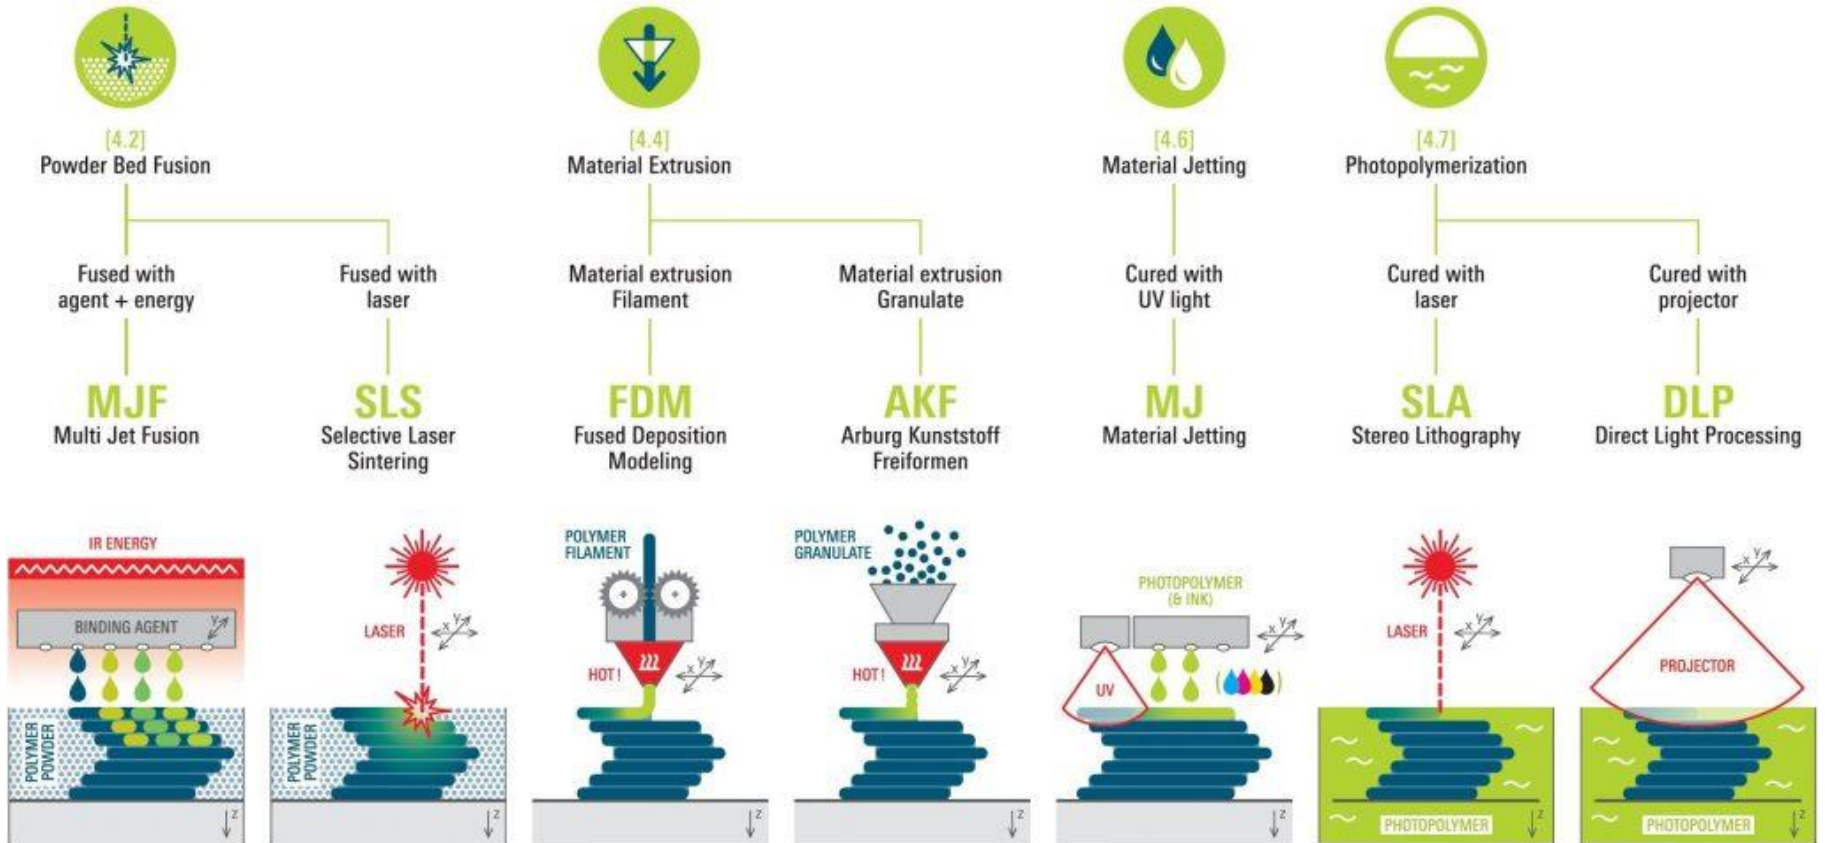 [4.2]
Powder Bed Fusion
[4.4]
Material Extrusion
[4.6]
Material Jetting
[4.7]
Photopolymerization
Fused with
agent + energy
Fused with
laser
Material extrusion
Filament
Material extrusion
Granulate
Cured with
UV light
Cured with
laser
Cured with
projector
MJF
Multi Jet Fusion
SLS
Selective Laser
Sintering
FDM
Fused Deposition
Modeling
AKF
Arburg Kunststoff
Freiformen
MJ
Material Jetting
SLA
Stereo Lithography
DLP
Direct Light Processing
IR ENERGY
BINDING AGENT
Y
POLYMER
POWDER
Z
LASER
X Y
POLYMER
POWDER
Z
POLYMER
FILAMENT
HOT!
X Y
Z
POLYMER
GRANULATE
HOT!
X Y
Z
PHOTOPOLYMER
(& INK)
X Y
UV
Z
LASER
X Y
PHOTOPOLYMER
Z
X Y
PROJECTOR
PHOTOPOLYMER
Z